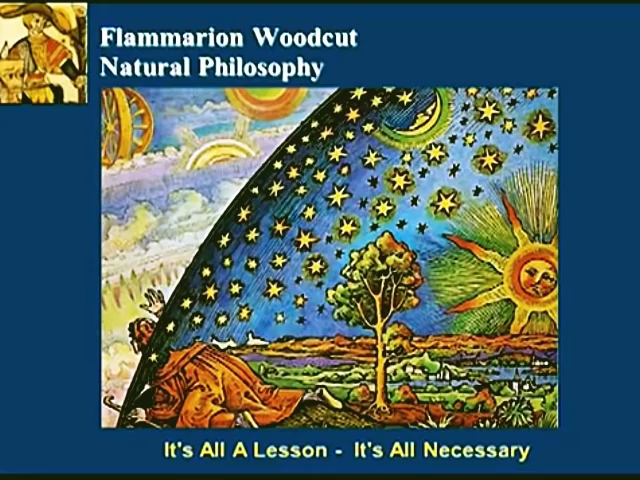 Flammarion Woodcut
Natural Philosophy
It's All A Lesson - It's All Necessary